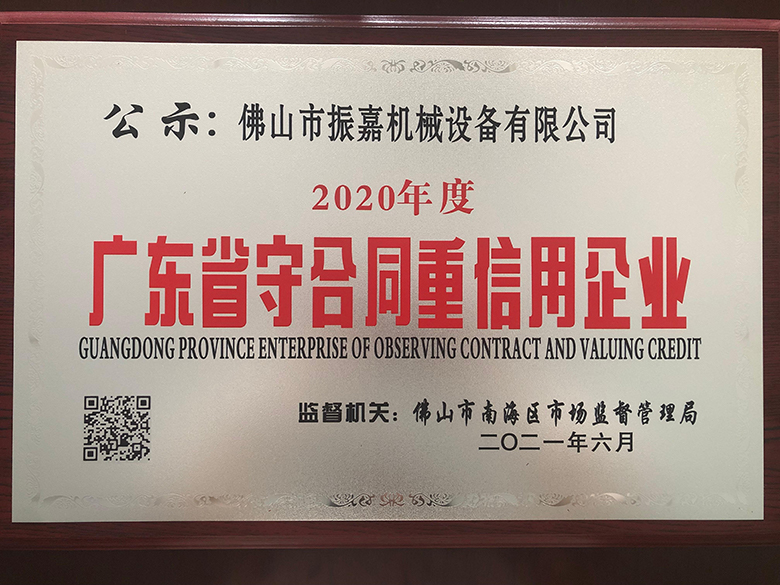 公示：佛山市振嘉机械设备有限公司
2020年度
广东省守合同重信用企业
GUANGDONG PROVINCE ENTERPRISE OF OBSERVING CONTRACT AND VALUING CREDIT
监督机关：佛山市南海区市场监督管理局
二〇二一年六月